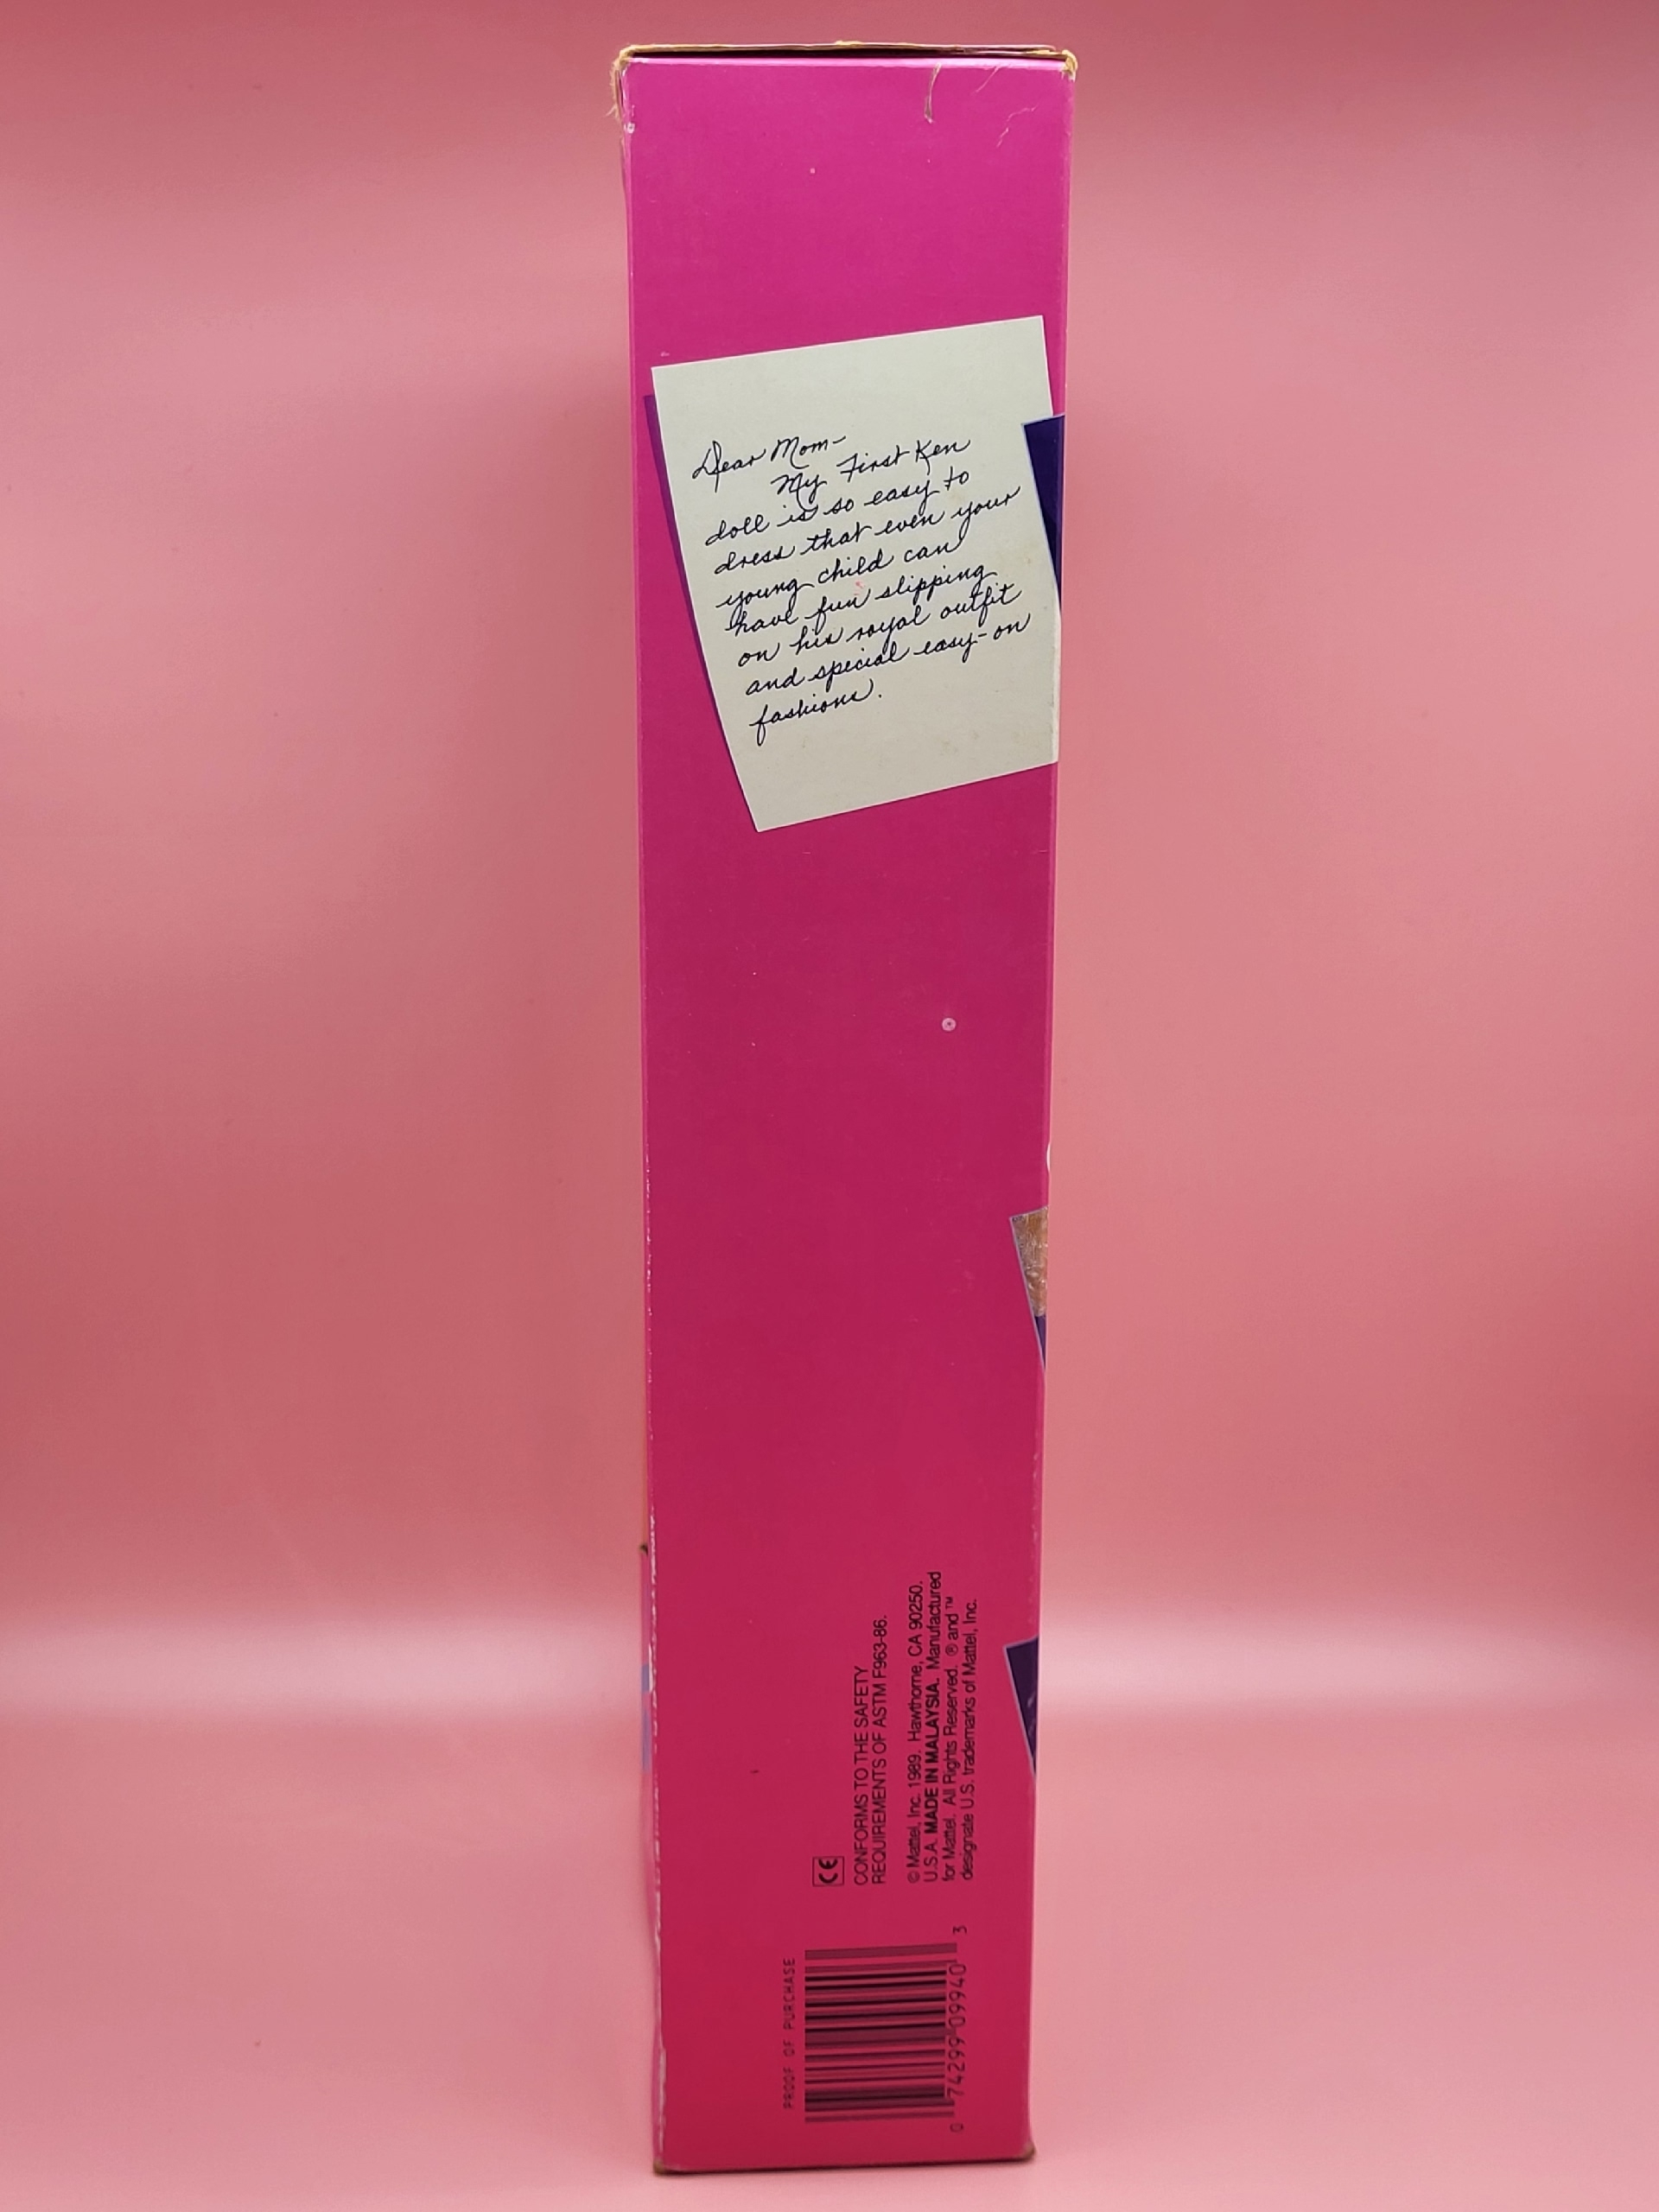 Dear Mom-
My First Ken
doll is so easy to
dress that even your
young child can
have fun slipping
on his royal outfit
and special easy-on
fashions.
CE
CONFORMS TO THE SAFETY
REQUIREMENTS OF ASTM F963-86.
© Mattel, Inc. 1989. Hawthorne, CA 90250.
U.S.A. MADE IN MALAYSIA. Manufactured
for Mattel. All Rights Reserved. ® and ™
designate U.S. trademarks of Mattel, Inc.
PROOF OF PURCHASE
0 74299 09940 3